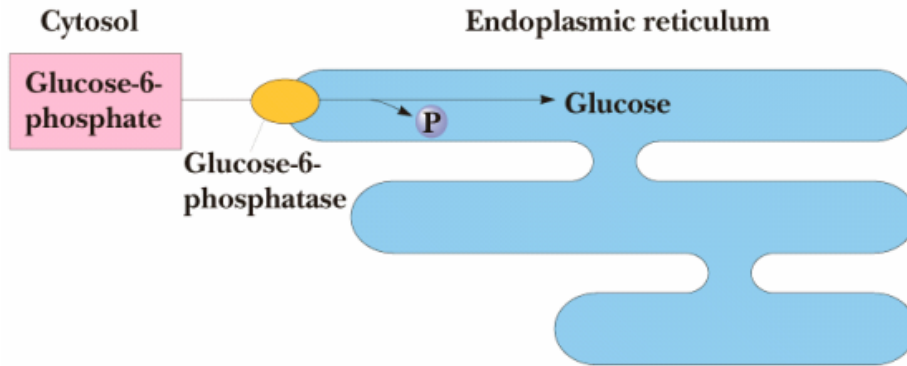 Cytosol
Endoplasmic reticulum
Glucose-6-
phosphate
Glucose
P
Glucose-6-
phosphatase